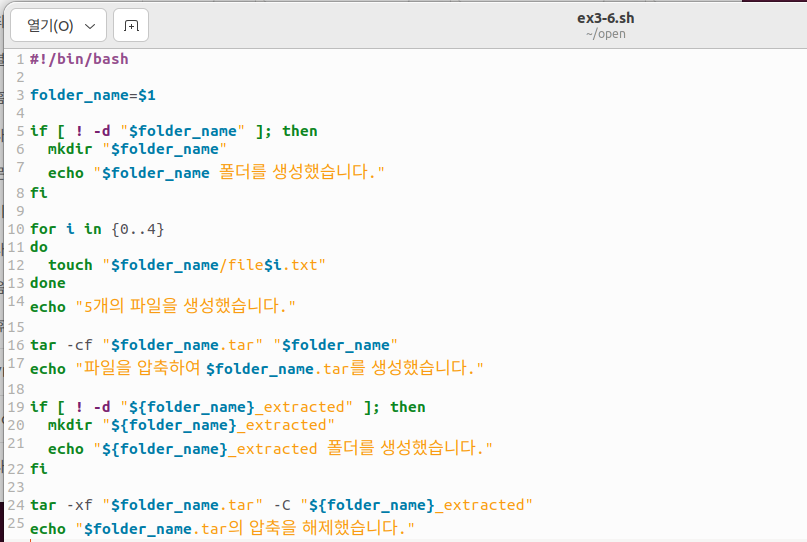 열기(O)
ex3-6.sh
~/open
1 #!/bin/bash
2
3 folder_name=$1
4
5 if [ ! -d "$folder_name" ]; then
6   mkdir "$folder_name"
7   echo "$folder_name 폴더를 생성했습니다."
8 fi
9
10 for i in {0..4}
11 do
12   touch "$folder_name/file$i.txt"
13 done
14 echo "5개의 파일을 생성했습니다."
15
16 tar -cf "$folder_name.tar" "$folder_name"
17 echo "파일을 압축하여 $folder_name.tar를 생성했습니다."
18
19 if [ ! -d "${folder_name}_extracted" ]; then
20   mkdir "${folder_name}_extracted"
21   echo "${folder_name}_extracted 폴더를 생성했습니다."
22 fi
23
24 tar -xf "$folder_name.tar" -C "${folder_name}_extracted"
25 echo "$folder_name.tar의 압축을 해제했습니다."